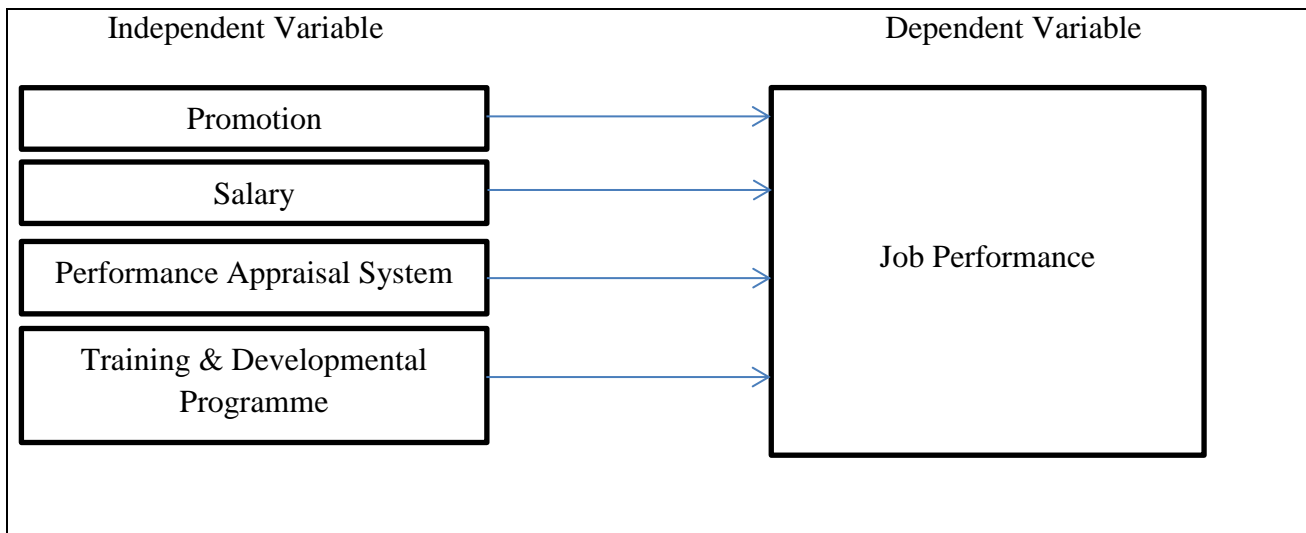 Independent Variable
Dependent Variable
Promotion
Salary
Performance Appraisal System
Training & Developmental
Programme
Job Performance